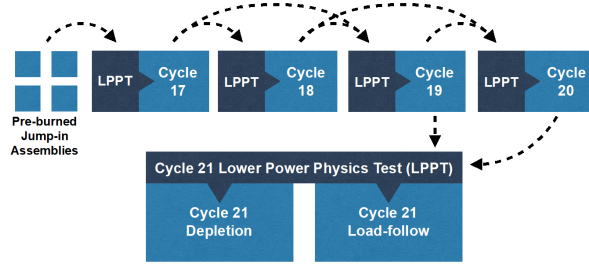 LPPT
Cycle
17
LPPT
Cycle
18
LPPT
Cycle
19
LPPT
Cycle
20
Pre-burned
Jump-in
Assemblies
Cycle 21 Lower Power Physics Test (LPPT)
Cycle 21
Depletion
Cycle 21
Load-follow